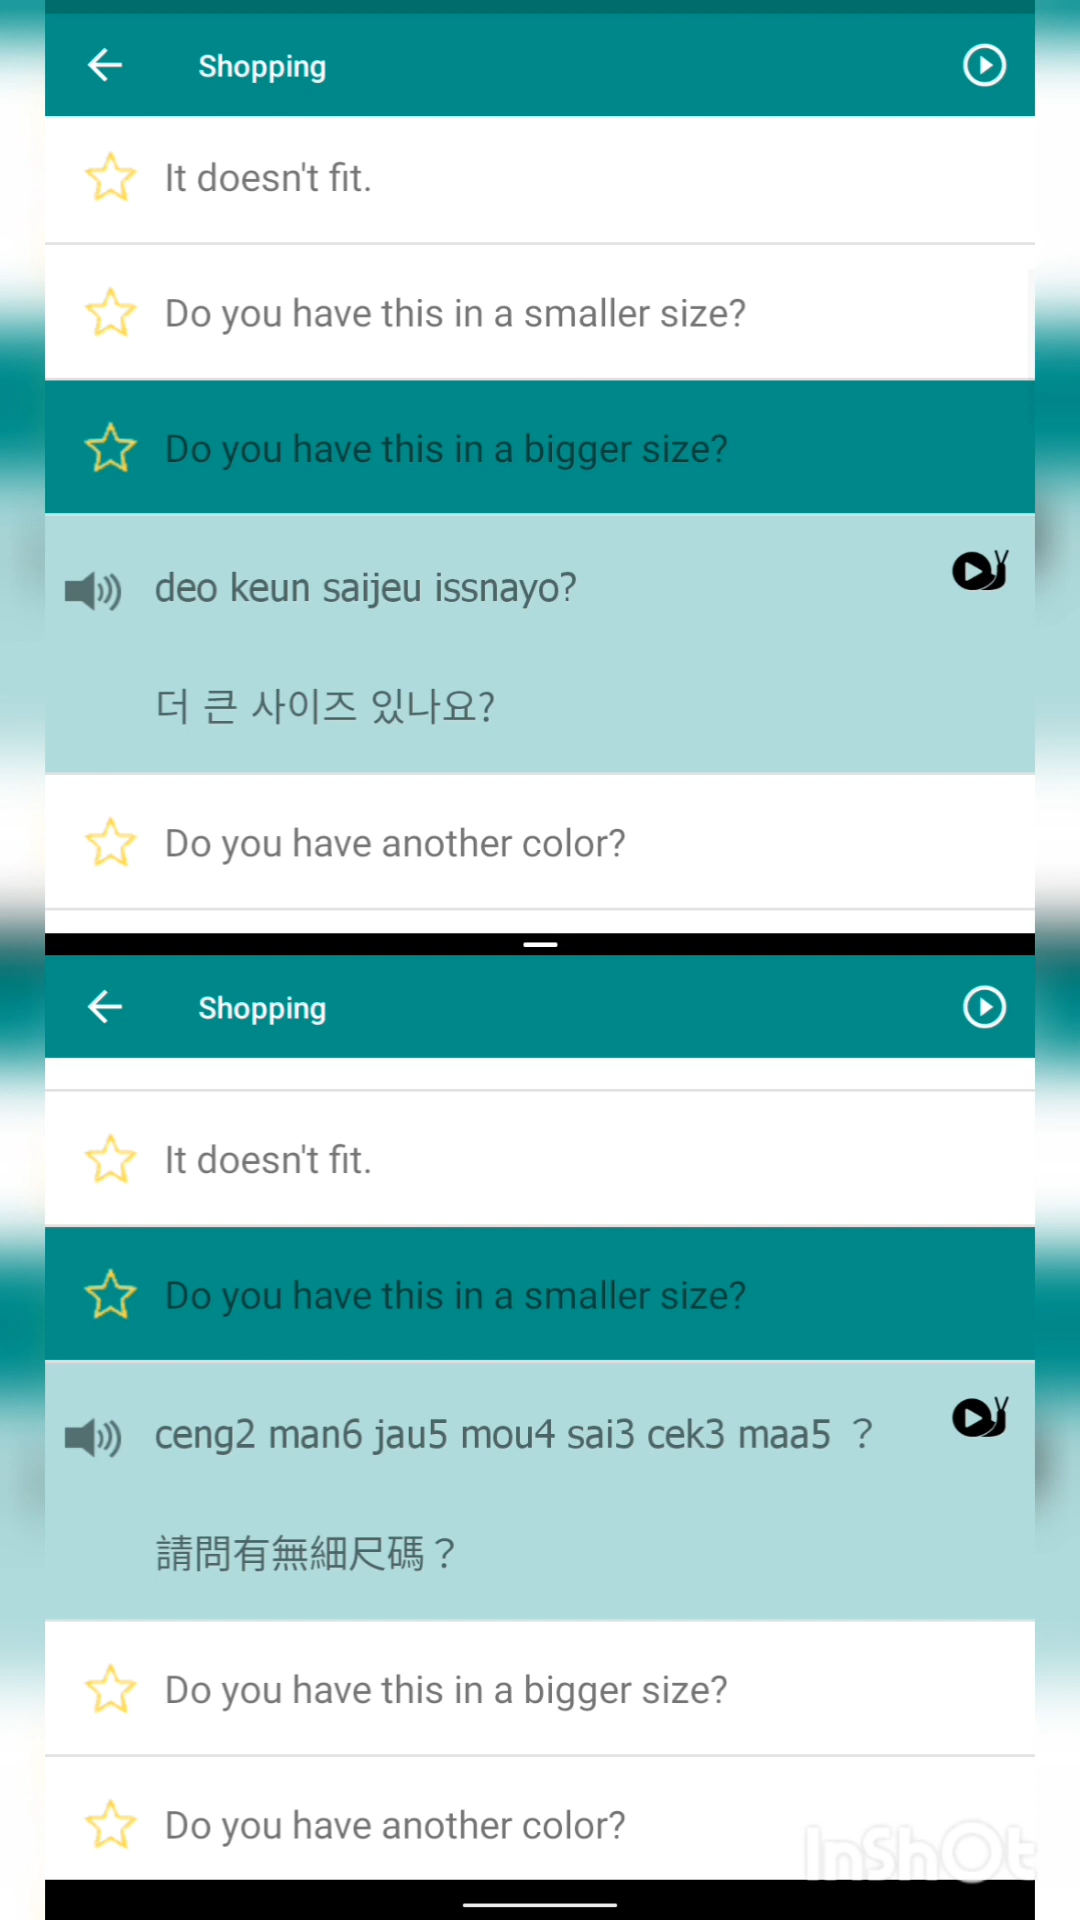 Shopping
It doesn't fit.
Do you have this in a smaller size?
Do you have this in a bigger size?
deo keun saijeu issnayo?
더 큰 사이즈 있나요?
Do you have another color?
Shopping
It doesn't fit.
Do you have this in a smaller size?
ceng2 man6 jau5 mou4 sai3 cek3 maa5 ？
請問有無細尺碼？
Do you have this in a bigger size?
Do you have another color?
InShOt